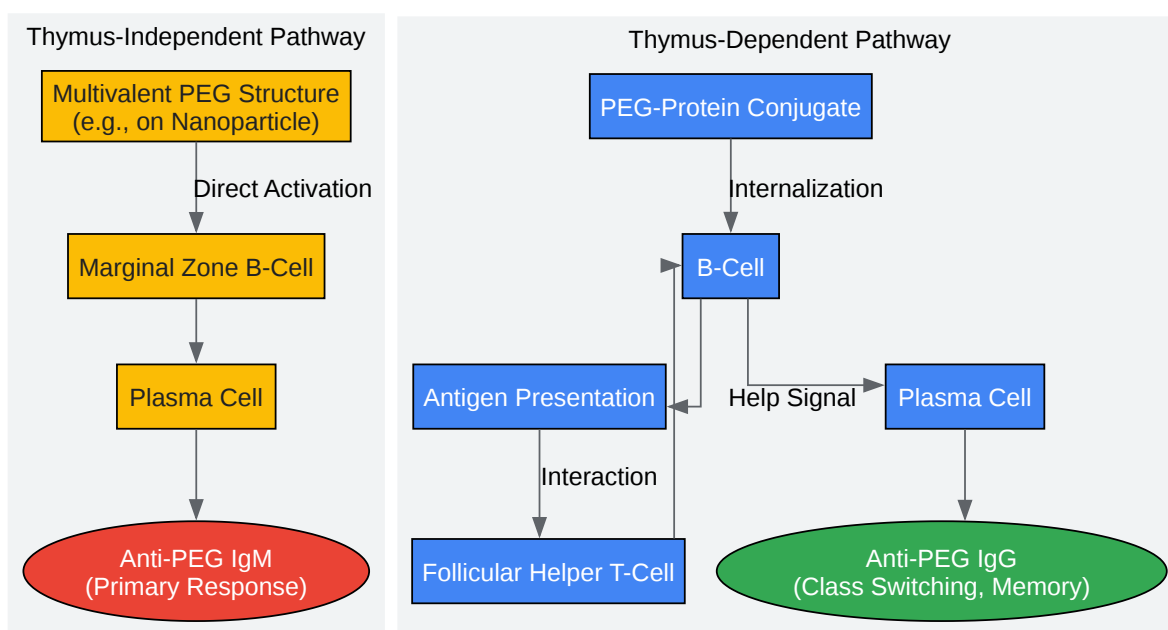 Thymus-Independent Pathway
Multivalent PEG Structure
(e.g., on Nanoparticle)
Direct Activation
Marginal Zone B-Cell
Plasma Cell
Anti-PEG IgM
(Primary Response)
Thymus-Dependent Pathway
PEG-Protein Conjugate
Internalization
B-Cell
Antigen Presentation
Help Signal
Plasma Cell
Interaction
Follicular Helper T-Cell
Anti-PEG IgG
(Class Switching, Memory)